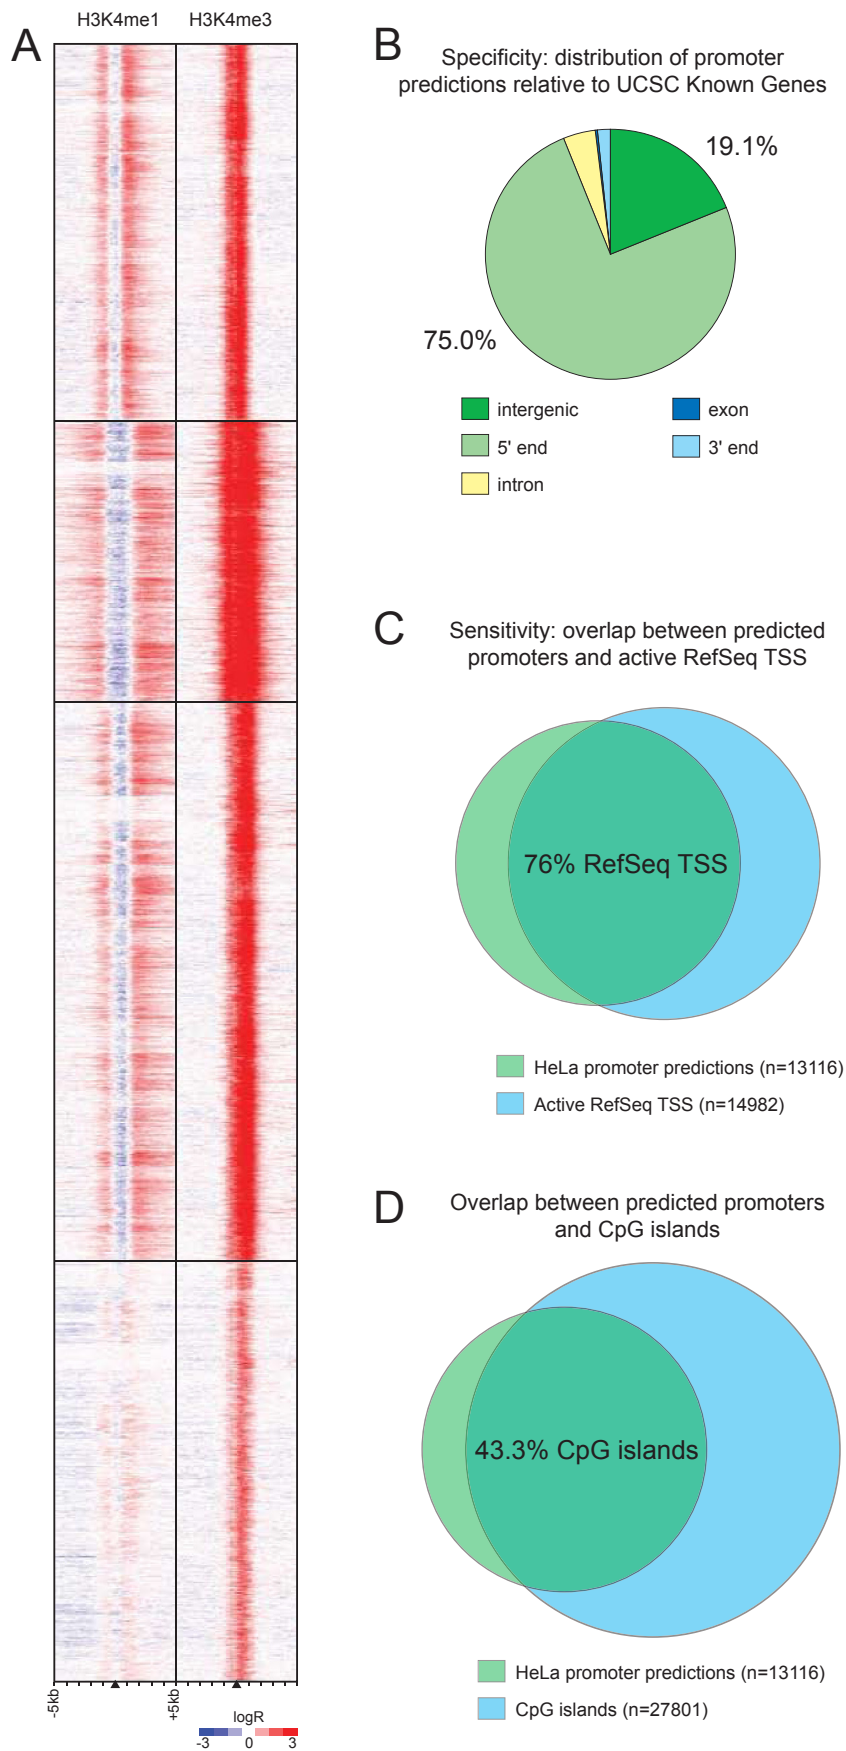 A
H3K4me1
H3K4me3
-5kb
+5kb
logR
-3
0
3
B
Specificity: distribution of promoter
predictions relative to UCSC Known Genes
19.1%
75.0%
intergenic
exon
5' end
3' end
intron
C
Sensitivity: overlap between predicted
promoters and active RefSeq TSS
76% RefSeq TSS
HeLa promoter predictions (n=13116)
Active RefSeq TSS (n=14982)
D
Overlap between predicted promoters
and CpG islands
43.3% CpG islands
HeLa promoter predictions (n=13116)
CpG islands (n=27801)